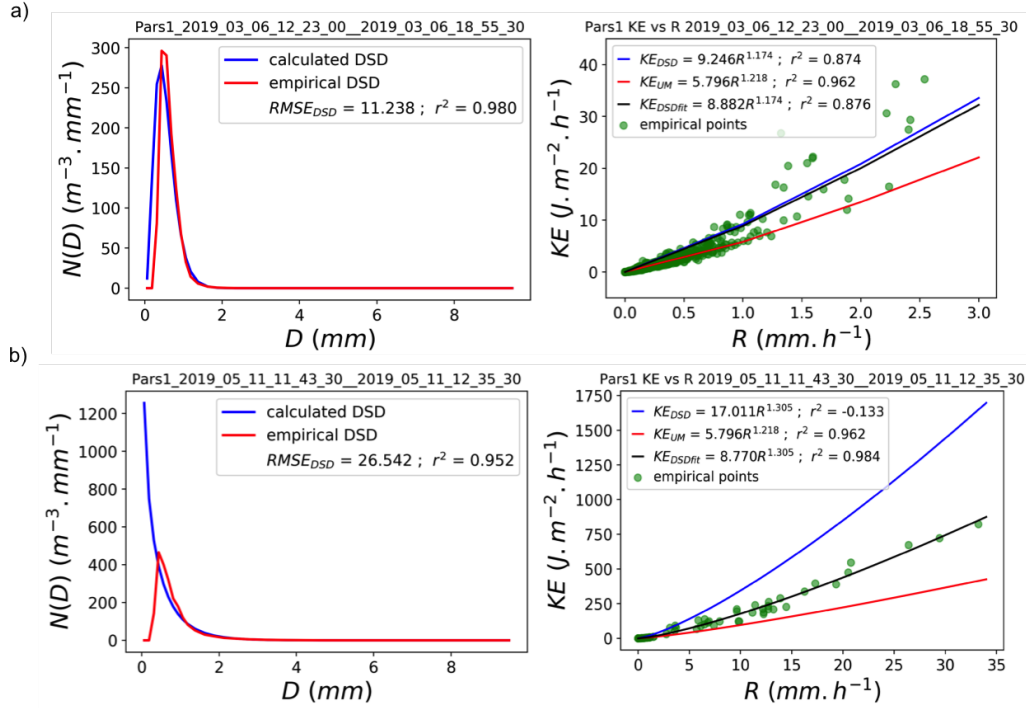 a)
Pars1_2019_03_06_12_23_00__2019_03_06_18_55_30
calculated DSD
empirical DSD
RMSE_DSD = 11.238 ; r² = 0.980
N(D) (m⁻³. mm⁻¹)
300
250
200
150
100
50
0
0 2 4 6 8
D (mm)
Pars1 KE vs R 2019_03_06_12_23_00__2019_03_06_18_55_30
KE_DSD = 9.246R^1.174 ; r² = 0.874
KE_UM = 5.796R^1.218 ; r² = 0.962
KE_DSDfit = 8.882R^1.174 ; r² = 0.876
empirical points
KE (J. m⁻². h⁻¹)
40
30
20
10
0
0.0 0.5 1.0 1.5 2.0 2.5 3.0
R (mm. h⁻¹)
b)
Pars1_2019_05_11_11_43_30__2019_05_11_12_35_30
calculated DSD
empirical DSD
RMSE_DSD = 26.542 ; r² = 0.952
N(D) (m⁻³. mm⁻¹)
1200
1000
800
600
400
200
0
0 2 4 6 8
D (mm)
Pars1 KE vs R 2019_05_11_11_43_30__2019_05_11_12_35_30
KE_DSD = 17.011R^1.305 ; r² = -0.133
KE_UM = 5.796R^1.218 ; r² = 0.962
KE_DSDfit = 8.770R^1.305 ; r² = 0.984
empirical points
KE (J. m⁻². h⁻¹)
1750
1500
1250
1000
750
500
250
0
0 5 10 15 20 25 30 35
R (mm. h⁻¹)